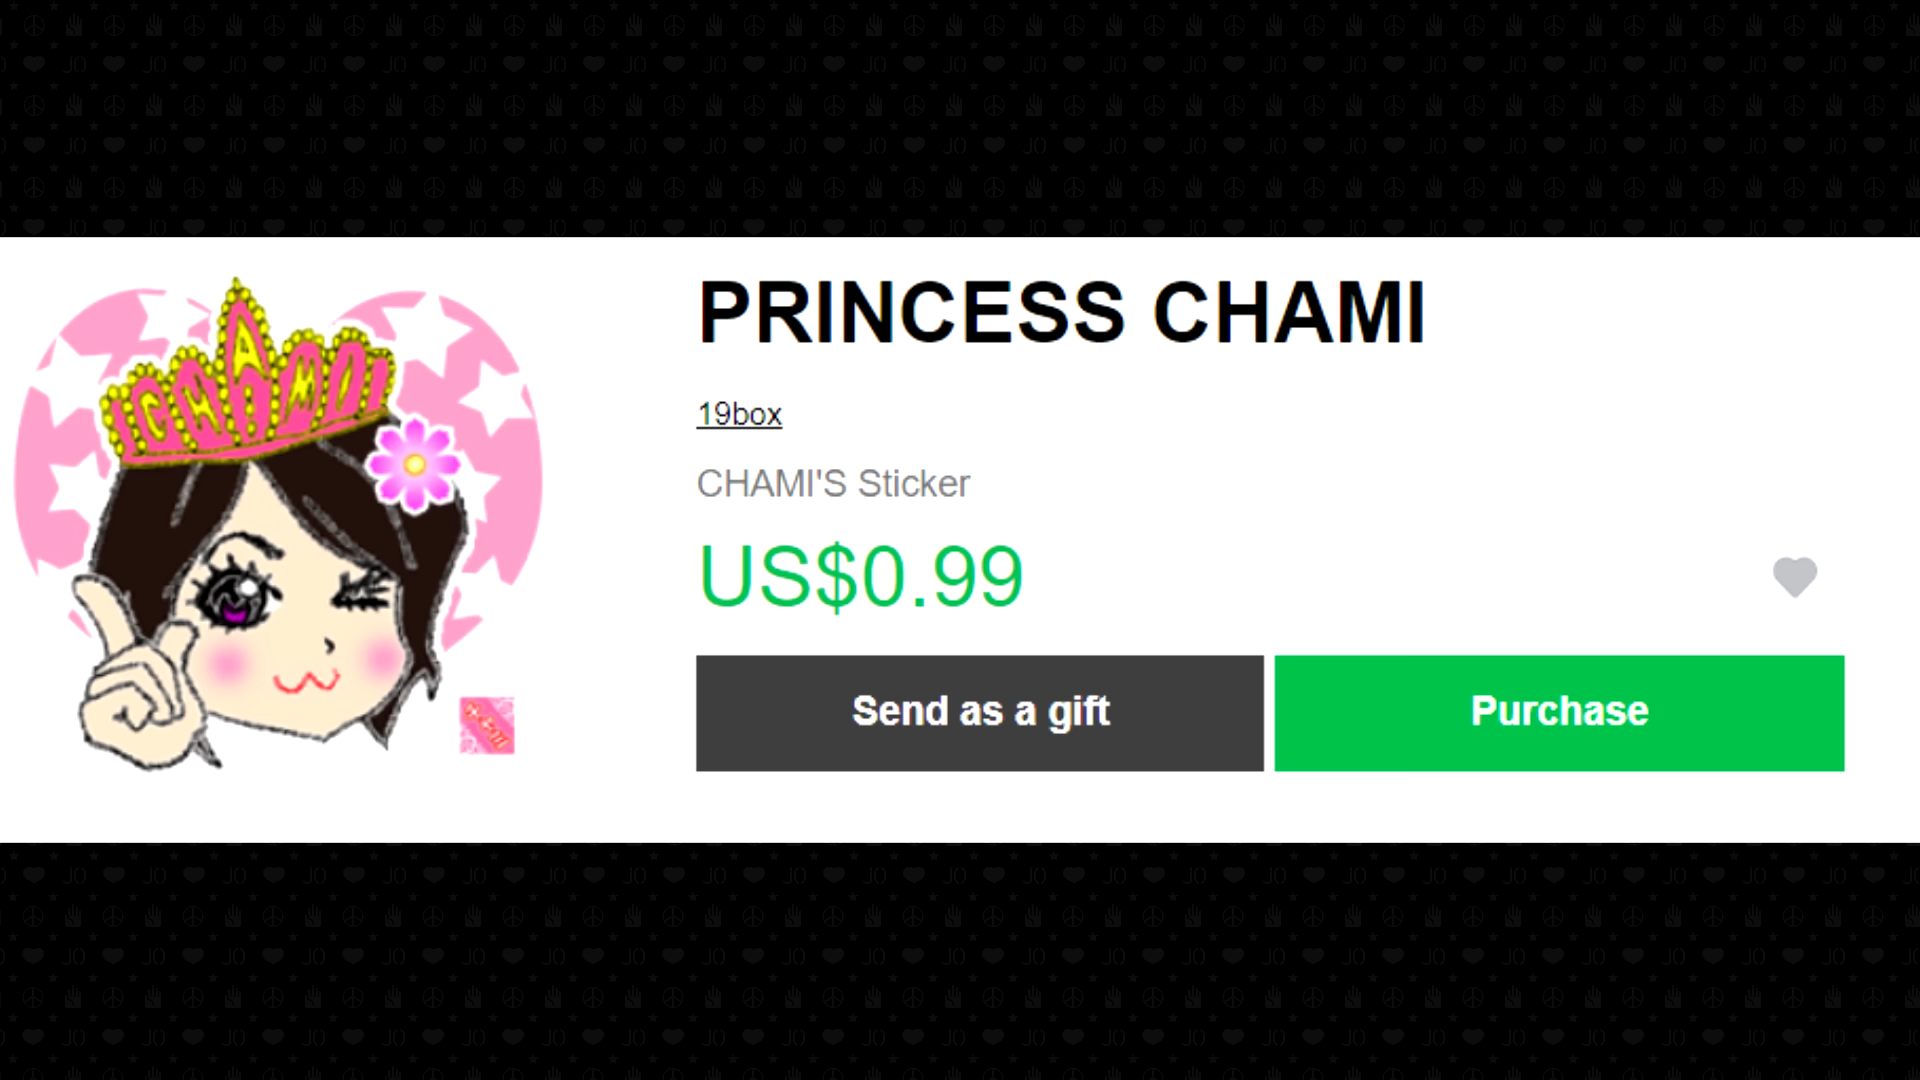 CHAMI
PRINCESS CHAMI
19box
CHAMI'S Sticker
US$0.99
Send as a gift
Purchase